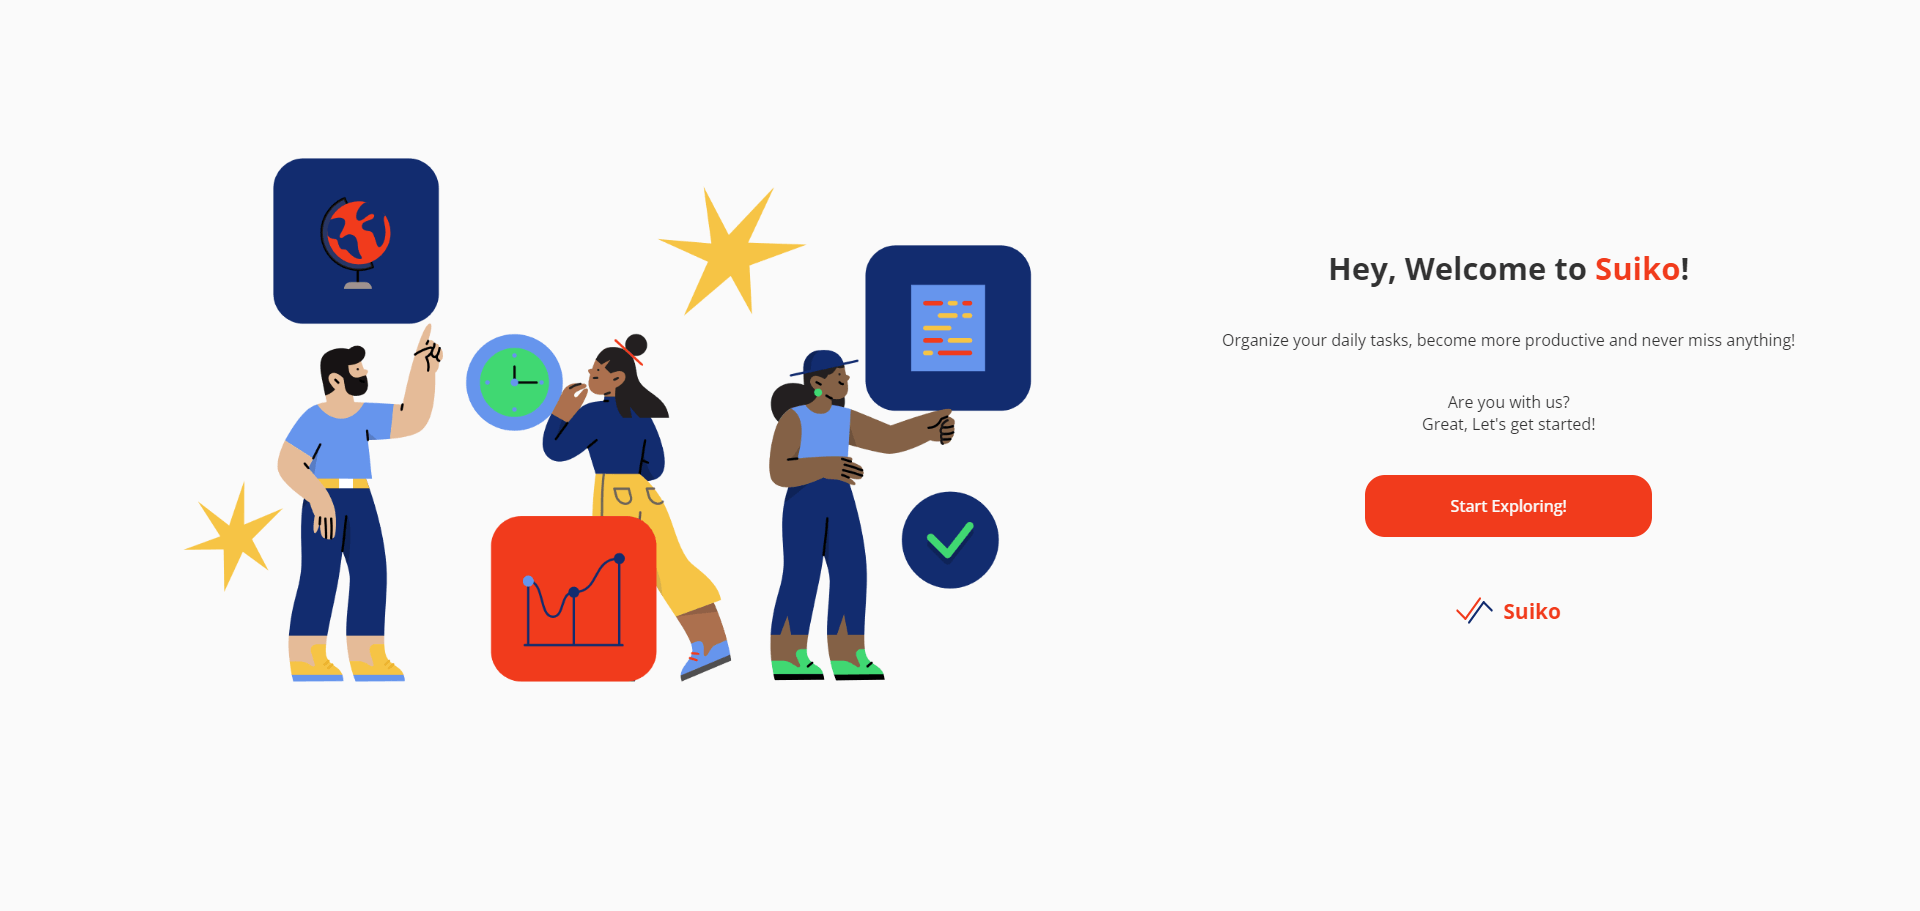 Hey, Welcome to Suiko!
Organize your daily tasks, become more productive and never miss anything!
Are you with us?
Great, Let's get started!
Start Exploring!
Suiko